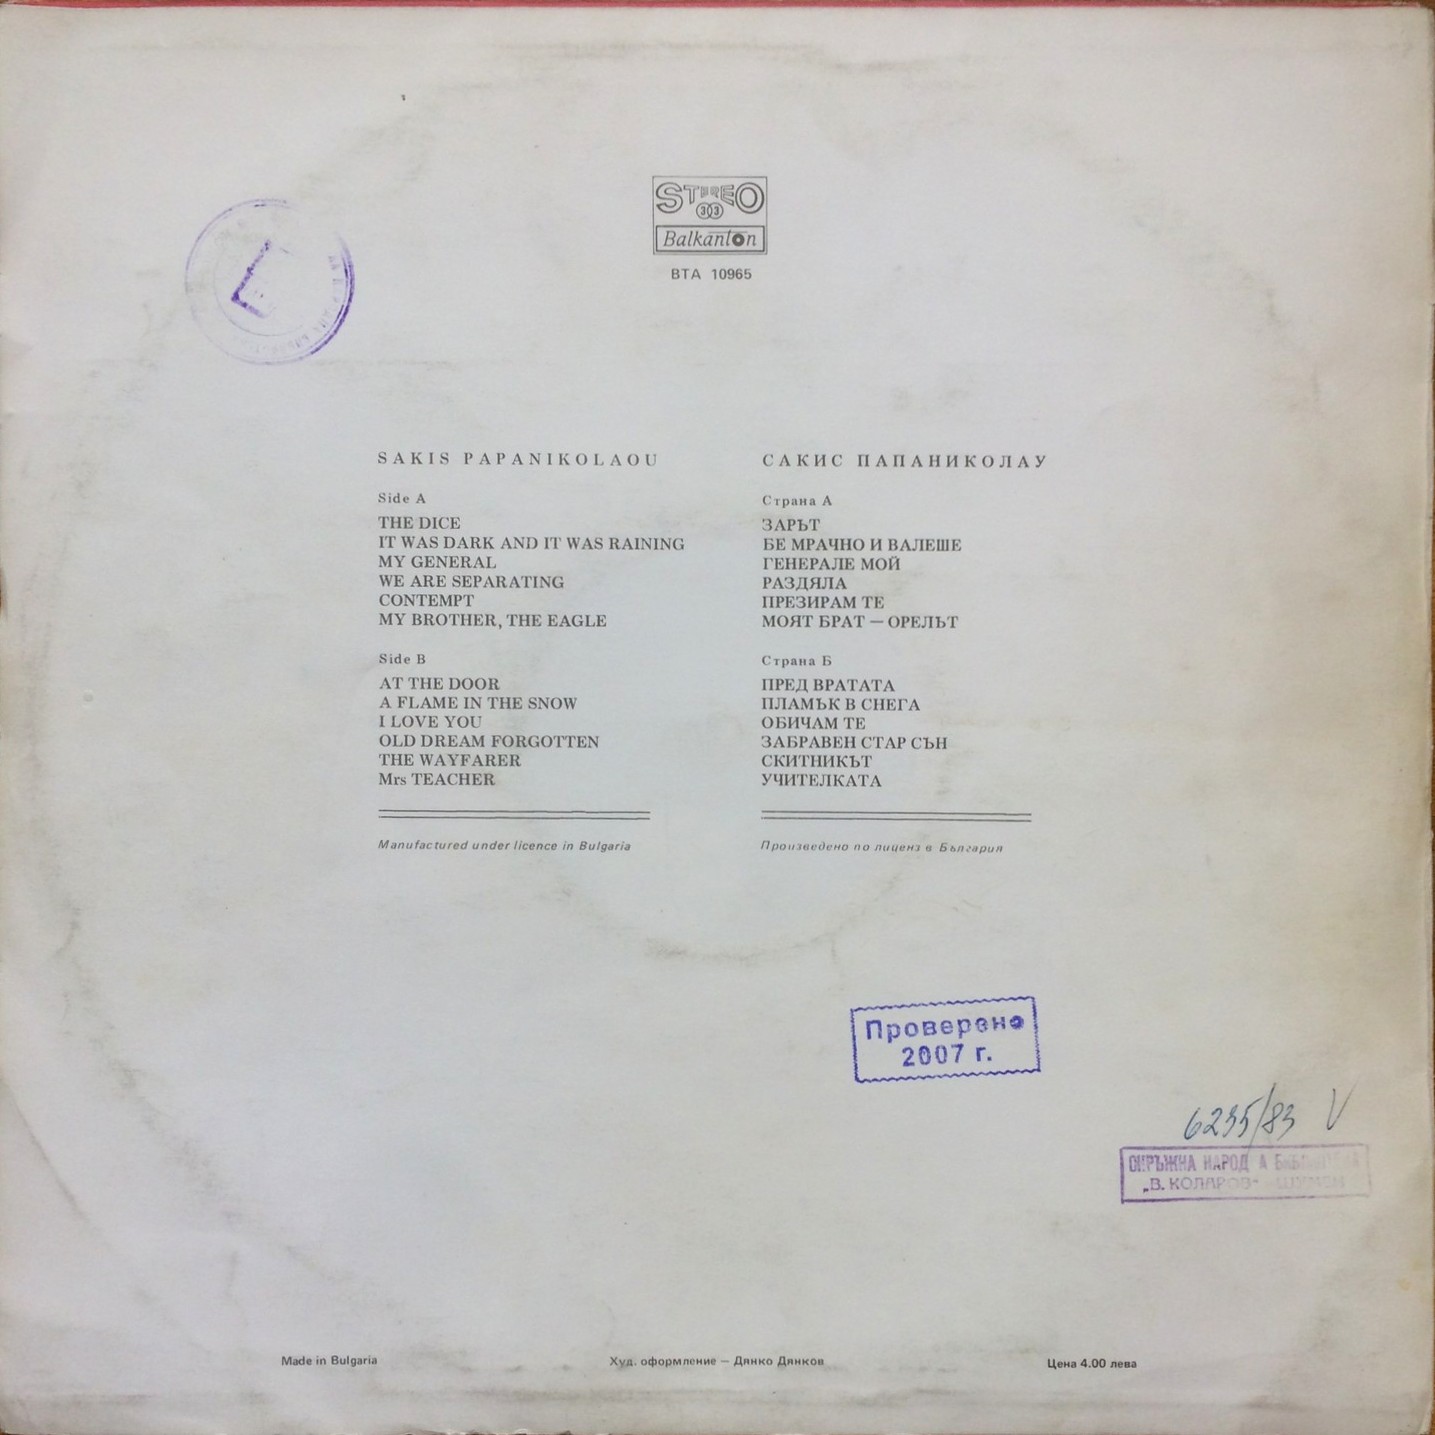 STEREO
33
Balkanton
ВТА 10965
SAKIS PAPANIKOLAOU
Side A
THE DICE
IT WAS DARK AND IT WAS RAINING
MY GENERAL
WE ARE SEPARATING
CONTEMPT
MY BROTHER, THE EAGLE
Side B
AT THE DOOR
A FLAME IN THE SNOW
I LOVE YOU
OLD DREAM FORGOTTEN
THE WAYFARER
Mrs TEACHER
Manufactured under licence in Bulgaria
САКИС ПАПАНИКОЛАУ
Страна А
ЗАРЪТ
БЕ МРАЧНО И ВАЛЕШЕ
ГЕНЕРАЛЕ МОЙ
РАЗДЯЛА
ПРЕЗИРАМ ТЕ
МОЯТ БРАТ — ОРЕЛЪТ
Страна Б
ПРЕД ВРАТАТА
ПЛАМЪК В СНЕГА
ОБИЧАМ ТЕ
ЗАБРАВЕН СТАР СЪН
СКИТНИКЪТ
УЧИТЕЛКАТА
Произведено по лиценз в България
Проверено
2007 г.
6235/83 V
ОКРЪЖНА НАРОД А
„В. КОЛАРОВ“ ШУМЕН
Made in Bulgaria
Худ. оформление — Дянко Дянков
Цена 4.00 лева